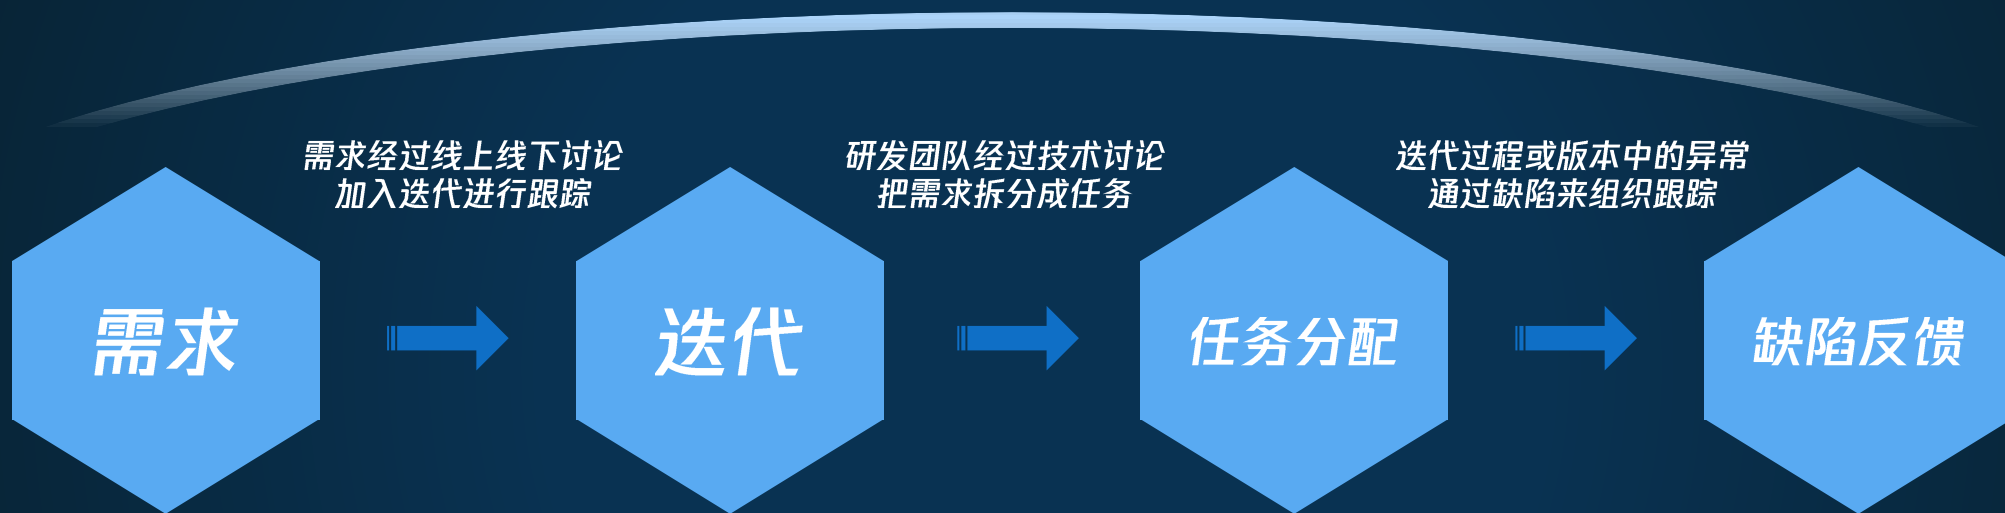 需求经过线上线下讨论
加入迭代进行跟踪
研发团队经过技术讨论
把需求拆分成任务
迭代过程或版本中的异常
通过缺陷来组织跟踪
需求
迭代
任务分配
缺陷反馈